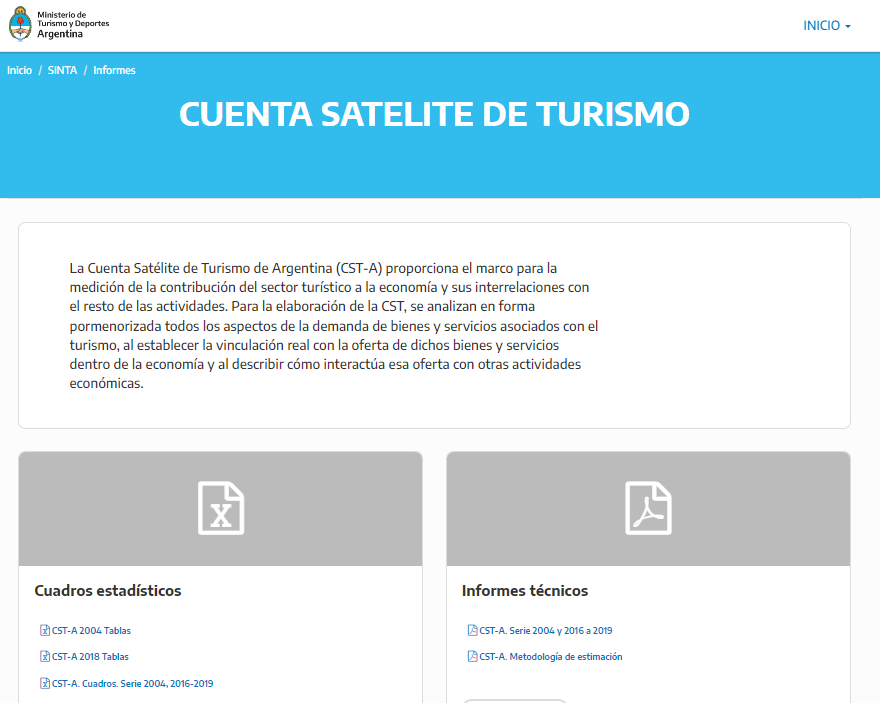 Ministerio de
Turismo y Deportes
Argentina
INICIO
Inicio / SINTA / Informes
CUENTA SATELITE DE TURISMO
La Cuenta Satélite de Turismo de Argentina (CST-A) proporciona el marco para la
medición de la contribución del sector turístico a la economía y sus interrelaciones con
el resto de las actividades. Para la elaboración de la CST, se analizan en forma
pormenorizada todos los aspectos de la demanda de bienes y servicios asociados con el
turismo, al establecer la vinculación real con la oferta de dichos bienes y servicios
dentro de la economía y al describir cómo interactúa esa oferta con otras actividades
económicas.
Cuadros estadísticos
CST-A 2004 Tablas
CST-A 2018 Tablas
CST-A. Cuadros. Serie 2004, 2016-2019
Informes técnicos
CST-A. Serie 2004 y 2016 a 2019
CST-A. Metodología de estimación